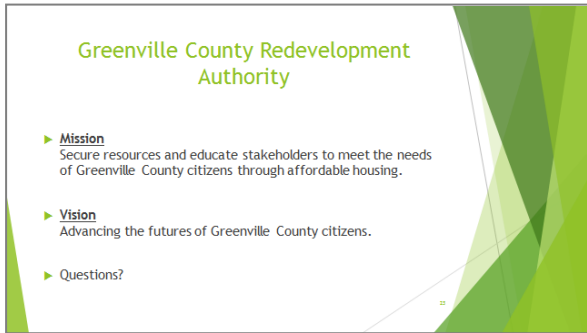 Greenville County Redevelopment
Authority
Mission
Secure resources and educate stakeholders to meet the needs
of Greenville County citizens through affordable housing.
Vision
Advancing the futures of Greenville County citizens.
Questions?